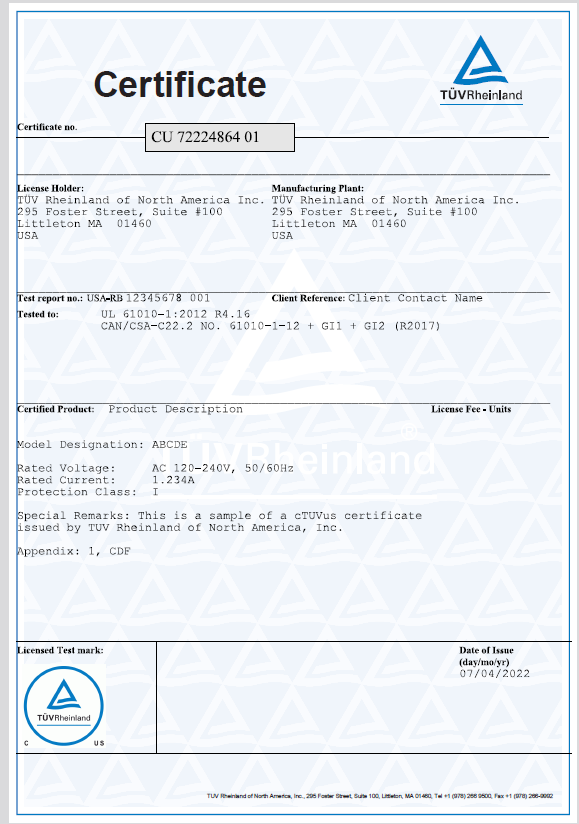 Certificate
TÜVRheinland
Certificate no.
CU 72224864 01
License Holder:
TÜV Rheinland of North America Inc.
295 Foster Street, Suite #100
Littleton MA 01460
USA
Manufacturing Plant:
TÜV Rheinland of North America Inc.
295 Foster Street, Suite #100
Littleton MA 01460
USA
Test report no.: USA-RB 12345678 001
Client Reference: Client Contact Name
Tested to: UL 61010-1:2012 R4.16
CAN/CSA-C22.2 NO. 61010-1-12 + GI1 + GI2 (R2017)
Certified Product: Product Description
License Fee - Units
Model Designation: ABCDE
TÜVRheinland
®
Rated Voltage: AC 120-240V, 50/60Hz
Rated Current: 1.234A
Protection Class: I
Special Remarks: This is a sample of a cTUVus certificate
issued by TUV Rheinland of North America, Inc.
Appendix: 1, CDF
Licensed Test mark:
TÜVRheinland
C US
Date of Issue
(day/mo/yr)
07/04/2022
TUV Rheinland of North America, Inc., 295 Foster Street, Suite 100, Littleton, MA 01460, Tel +1 (978) 266 9500, Fax +1 (978) 266-9992